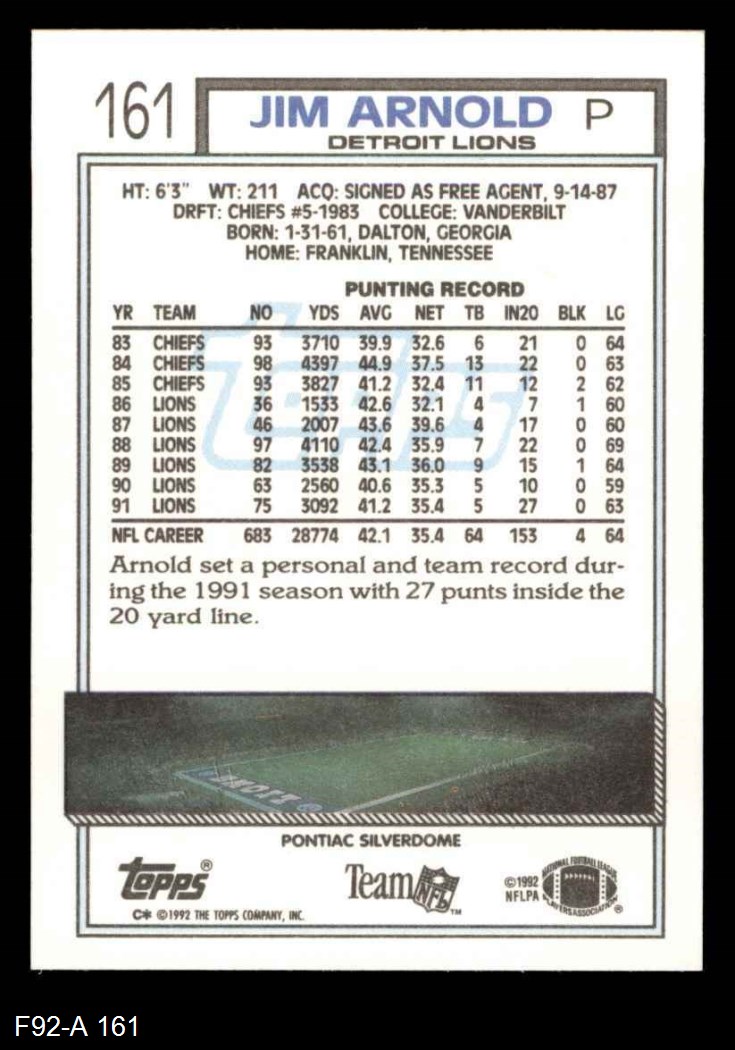 161 JIM ARNOLD P
DETROIT LIONS
HT: 6'3" WT: 211 ACQ: SIGNED AS FREE AGENT, 9-14-87
DRFT: CHIEFS #5-1983 COLLEGE: VANDERBILT
BORN: 1-31-61, DALTON, GEORGIA
HOME: FRANKLIN, TENNESSEE
PUNTING RECORD
YR TEAM NO YDS AVG NET TB IN20 BLK LG
83 CHIEFS 93 3710 39.9 32.6 6 21 0 64
84 CHIEFS 98 4397 44.9 37.5 13 22 0 63
85 CHIEFS 93 3827 41.2 32.4 11 12 2 62
86 LIONS 36 1533 42.6 32.1 4 7 1 60
87 LIONS 46 2007 43.6 39.6 4 17 0 60
88 LIONS 97 4110 42.4 35.9 7 22 0 69
89 LIONS 82 3538 43.1 36.0 9 15 1 64
90 LIONS 63 2560 40.6 35.3 5 10 0 59
91 LIONS 75 3092 41.2 35.4 5 27 0 63
NFL CAREER 683 28774 42.1 35.4 64 153 4 64
topps
Arnold set a personal and team record dur-
ing the 1991 season with 27 punts inside the
20 yard line.
LIONS
PONTIAC SILVERDOME
topps®
Team NFL™
©1992
NFLPA
NATIONAL FOOTBALL LEAGUE
PLAYERS ASSOCIATION®
C* ©1992 THE TOPPS COMPANY, INC.
F92-A 161